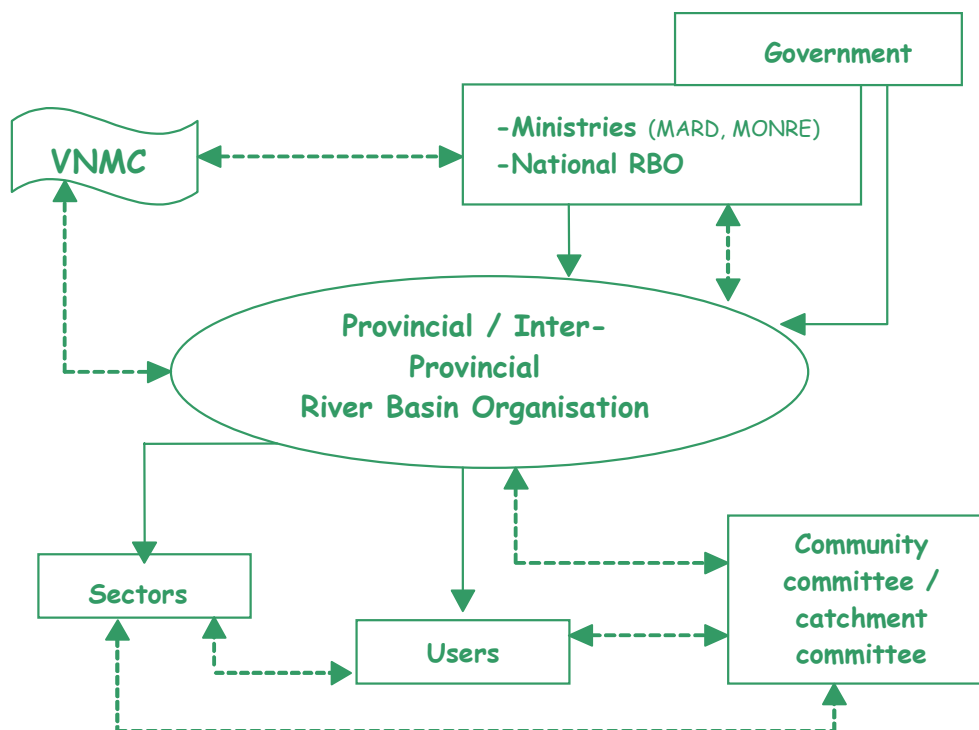 Government
-Ministries (MARD, MONRE)
-National RBO
VNMC
Provincial / Inter-
Provincial
River Basin Organisation
Sectors
Users
Community
committee /
catchment
committee